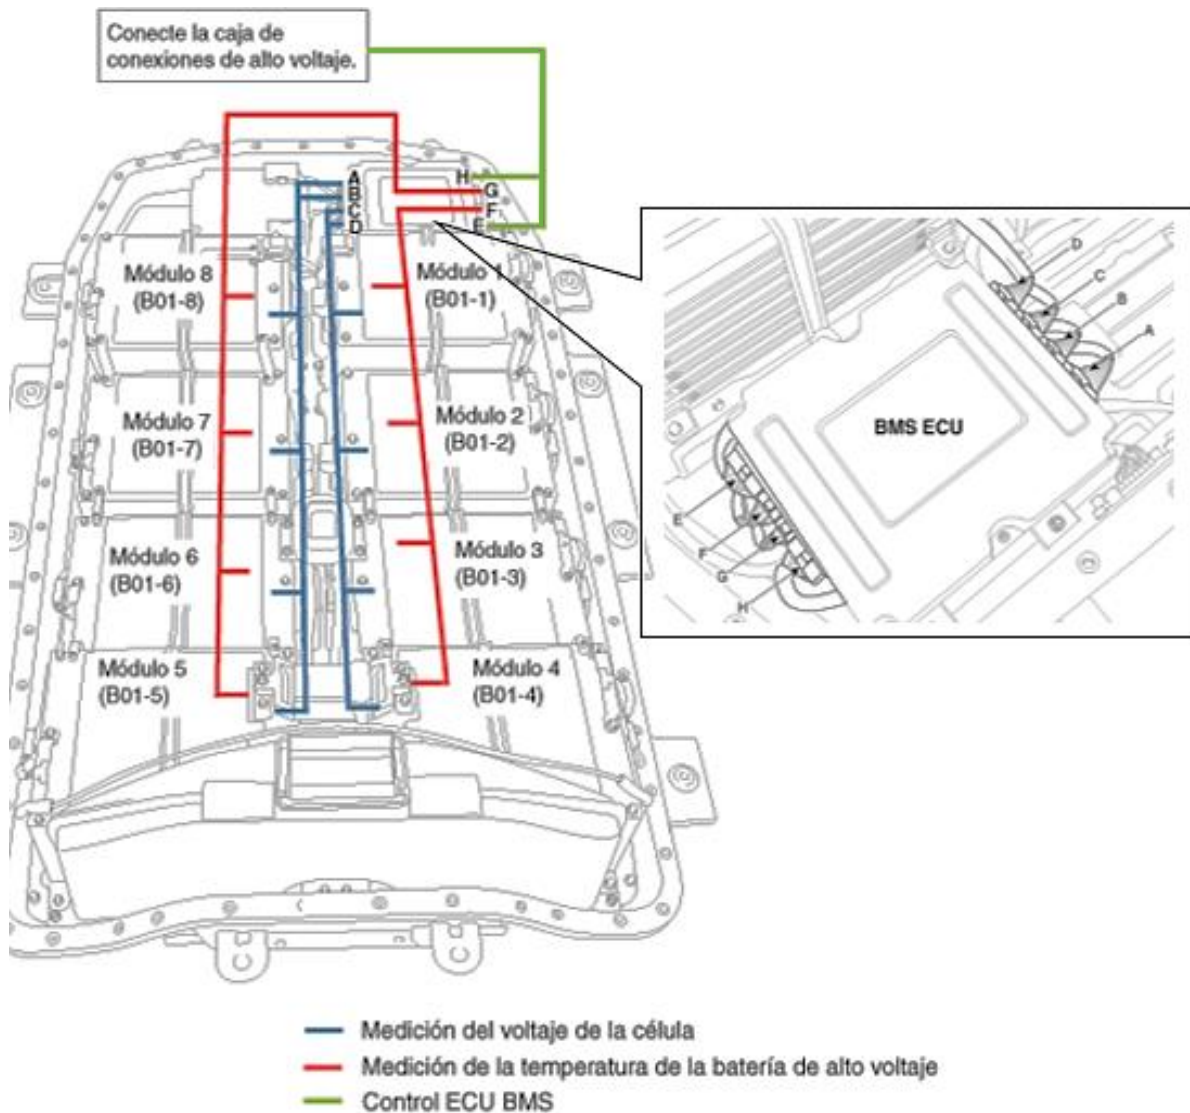 Conecte la caja de
conexiones de alto voltaje.
A
B
C
D
H
G
F
E
Módulo 8
(B01-8)
Módulo 1
(B01-1)
Módulo 7
(B01-7)
Módulo 2
(B01-2)
Módulo 6
(B01-6)
Módulo 3
(B01-3)
Módulo 5
(B01-5)
Módulo 4
(B01-4)
D
C
B
A
BMS ECU
E
F
G
H
Medición del voltaje de la célula
Medición de la temperatura de la batería de alto voltaje
Control ECU BMS